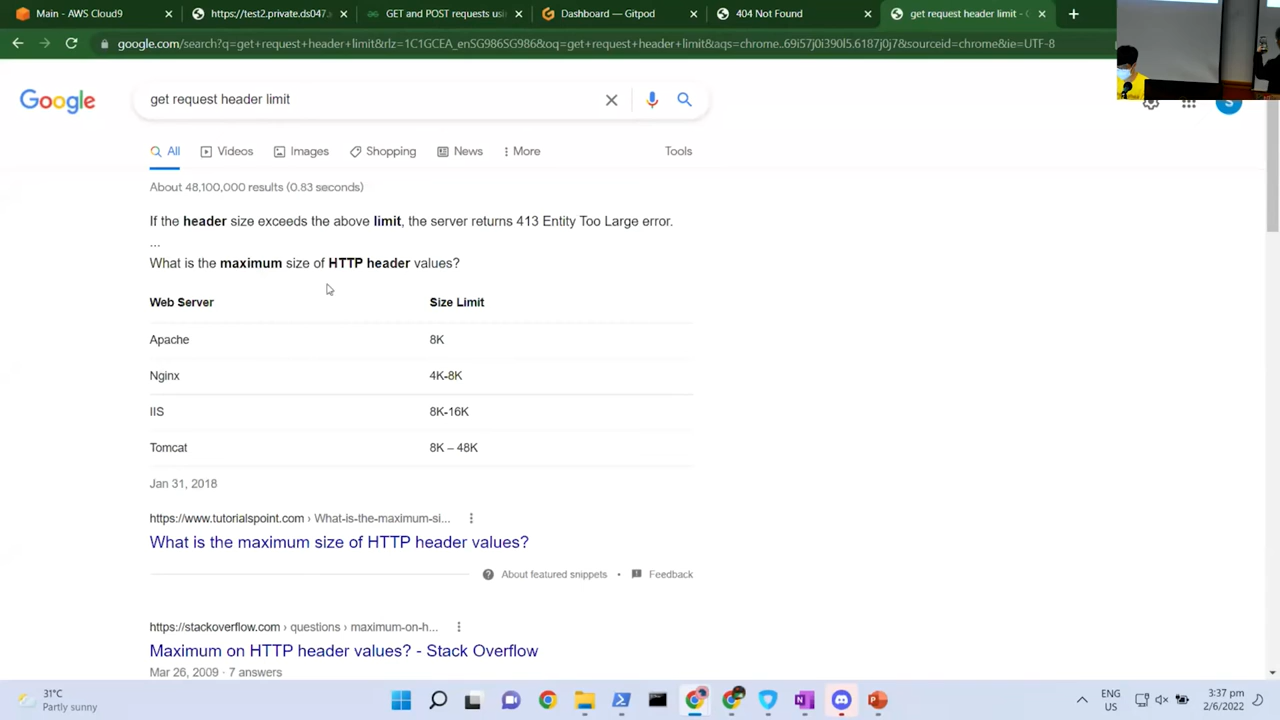 Main - AWS Cloud9
https://test2.private.ds047.
GET and POST requests usi
Dashboard — Gitpod
404 Not Found
get request header limit - G
google.com/search?q=get+request+header+limit&rlz=1C1GCEA_enSG986SG986&oq=get+request+header+limit&aqs=chrome..69i57j0i390l5.6187j0j7&sourceid=chrome&ie=UTF-8
Google
get request header limit
S
All
Videos
Images
Shopping
News
More
Tools
About 48,100,000 results (0.83 seconds)
If the header size exceeds the above limit, the server returns 413 Entity Too Large error.
...
What is the maximum size of HTTP header values?
Web Server Size Limit
Apache 8K
Nginx 4K-8K
IIS 8K-16K
Tomcat 8K – 48K
Jan 31, 2018
https://www.tutorialspoint.com › What-is-the-maximum-si...
What is the maximum size of HTTP header values?
About featured snippets • Feedback
https://stackoverflow.com › questions › maximum-on-h...
Maximum on HTTP header values? - Stack Overflow
Mar 26, 2009 · 7 answers
31°C
Partly sunny
ENG
US
3:37 pm
2/6/2022